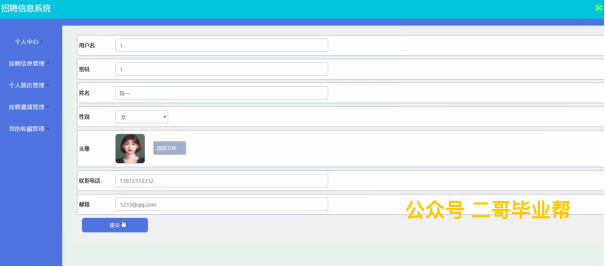 招聘信息系统
个人中心
应聘信息管理
个人简历管理
应聘邀请管理
我的收藏管理
用户名 1
密码 1
姓名 陈一
性别 女
头像 选择文件
联系电话 13812312312
邮箱 1233@qq.com
提交
公众号 二哥毕业帮